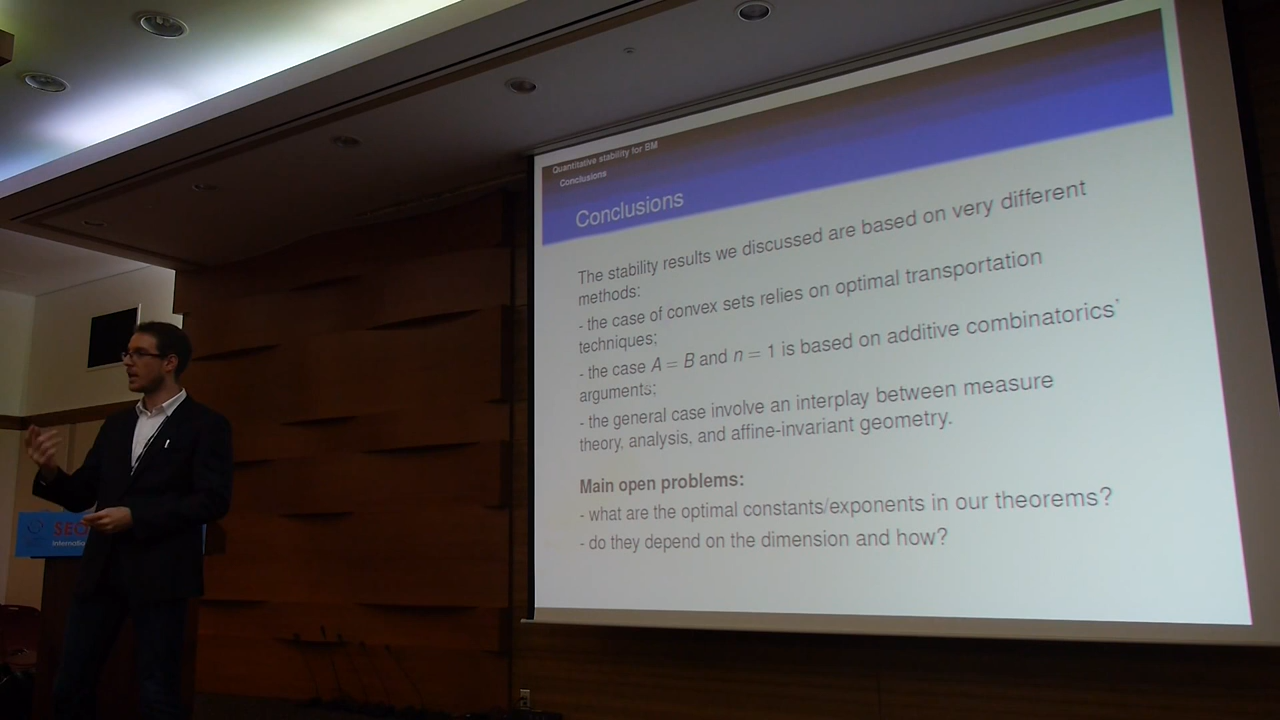 Quantitative stability for BM
Conclusions
Conclusions
The stability results we discussed are based on very different
methods:
- the case of convex sets relies on optimal transportation
techniques;
- the case A = B and n = 1 is based on additive combinatorics'
arguments;
- the general case involve an interplay between measure
theory, analysis, and affine-invariant geometry.
Main open problems:
- what are the optimal constants/exponents in our theorems?
- do they depend on the dimension and how?